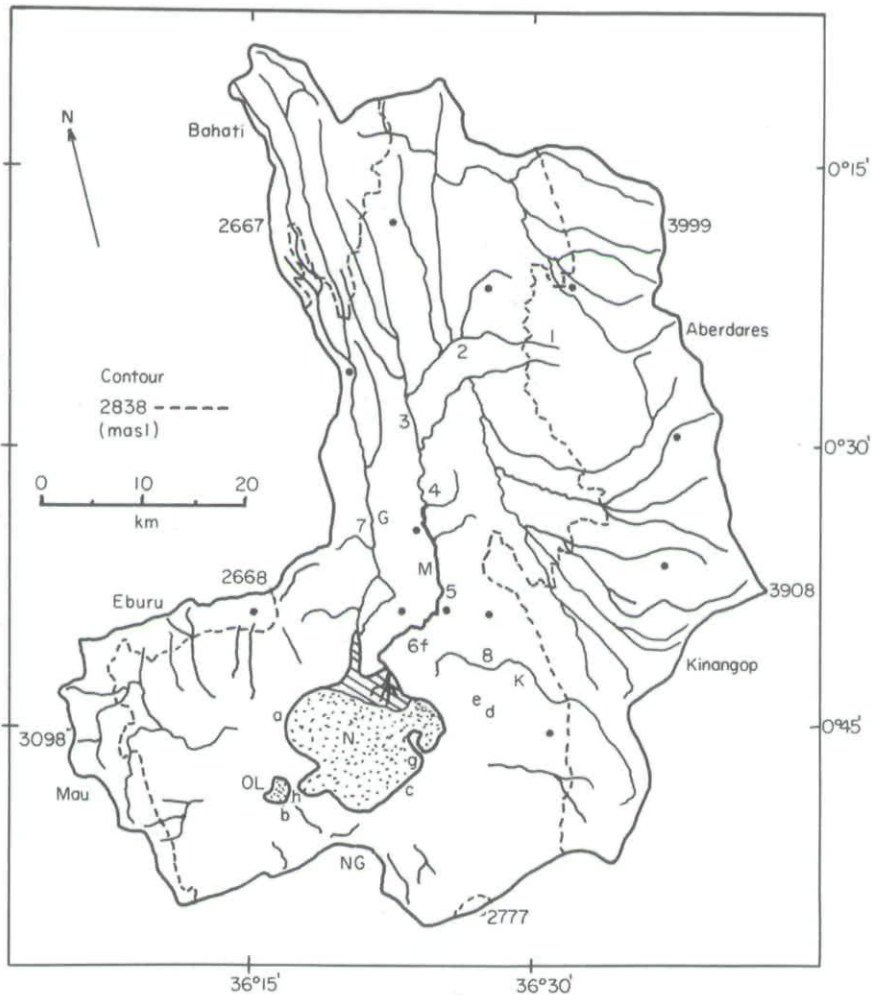 N
Bahati
0°15'
2667
3999
Aberdares
1
2
Contour
2838
(masl)
3
0°30'
0 10 20
km
4
7 G
M
2668
5
3908
Eburu
6f
8
Kinangop
K
e
d
a
0°45'
3098
N
g
OL
h
c
Mau
b
NG
2777
36°15' 36°30'